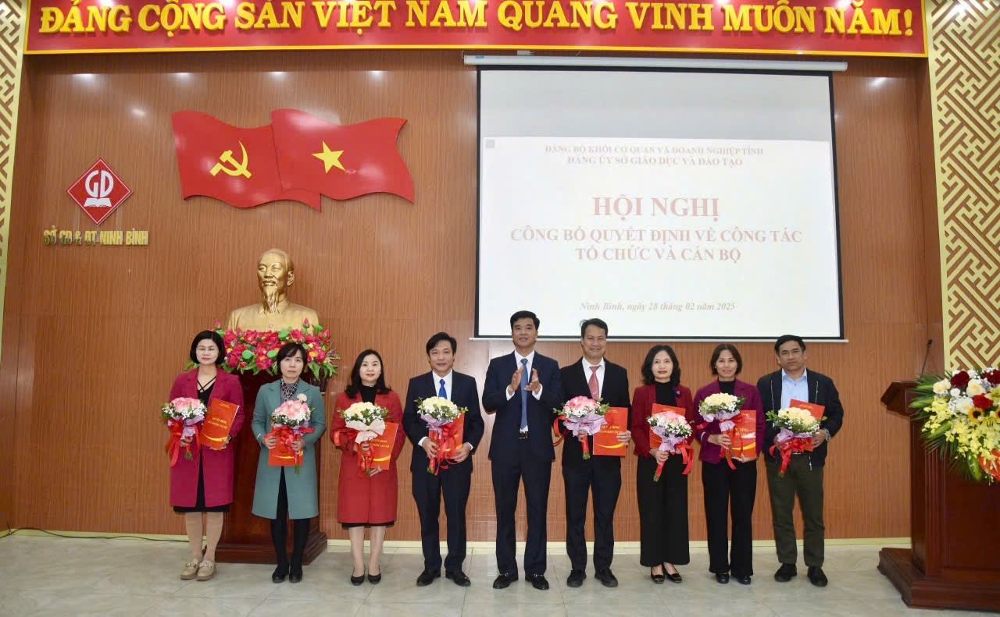 ĐẢNG CỘNG SẢN VIỆT NAM QUANG VINH MUÔN NĂM!
ĐẢNG BỘ KHỐI CƠ QUAN VÀ DOANH NGHIỆP TỈNH
ĐẢNG ỦY SỞ GIÁO DỤC VÀ ĐÀO TẠO
HỘI NGHỊ
CÔNG BỐ QUYẾT ĐỊNH VỀ CÔNG TÁC
TỔ CHỨC VÀ CÁN BỘ
Ninh Bình, ngày 28 tháng 02 năm 2025
GD
SỞ GD & ĐT NINH BÌNH